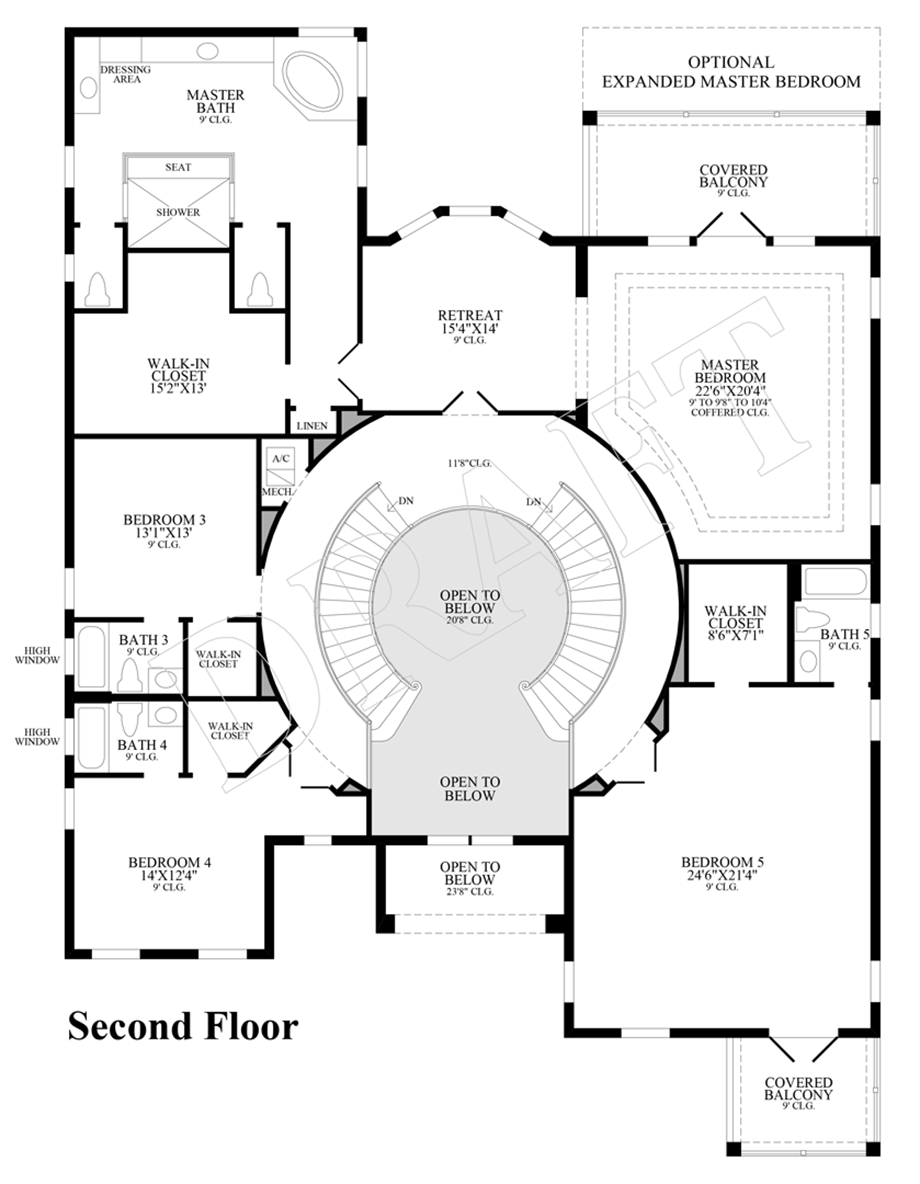 DRESSING
AREA
MASTER
BATH
9' CLG.
OPTIONAL
EXPANDED MASTER BEDROOM
SEAT
SHOWER
COVERED
BALCONY
9' CLG.
RETREAT
15'4"X14'
9' CLG.
WALK-IN
CLOSET
15'2"X13'
MASTER
BEDROOM
22'6"X20'4"
9' TO 9'8" TO 10'4"
COFFERED CLG.
LINEN
A/C
MECH.
11'8"CLG.
DN
DN
BEDROOM 3
13'1"X13'
9' CLG.
OPEN TO
BELOW
20'8" CLG.
WALK-IN
CLOSET
8'6"X7'1"
BATH 5
9' CLG.
HIGH
WINDOW
BATH 3
9' CLG.
WALK-IN
CLOSET
HIGH
WINDOW
BATH 4
9' CLG.
WALK-IN
CLOSET
OPEN TO
BELOW
BEDROOM 4
14'X12'4"
9' CLG.
OPEN TO
BELOW
23'8" CLG.
BEDROOM 5
24'6"X21'4"
9' CLG.
Second Floor
COVERED
BALCONY
9' CLG.
DRAFT